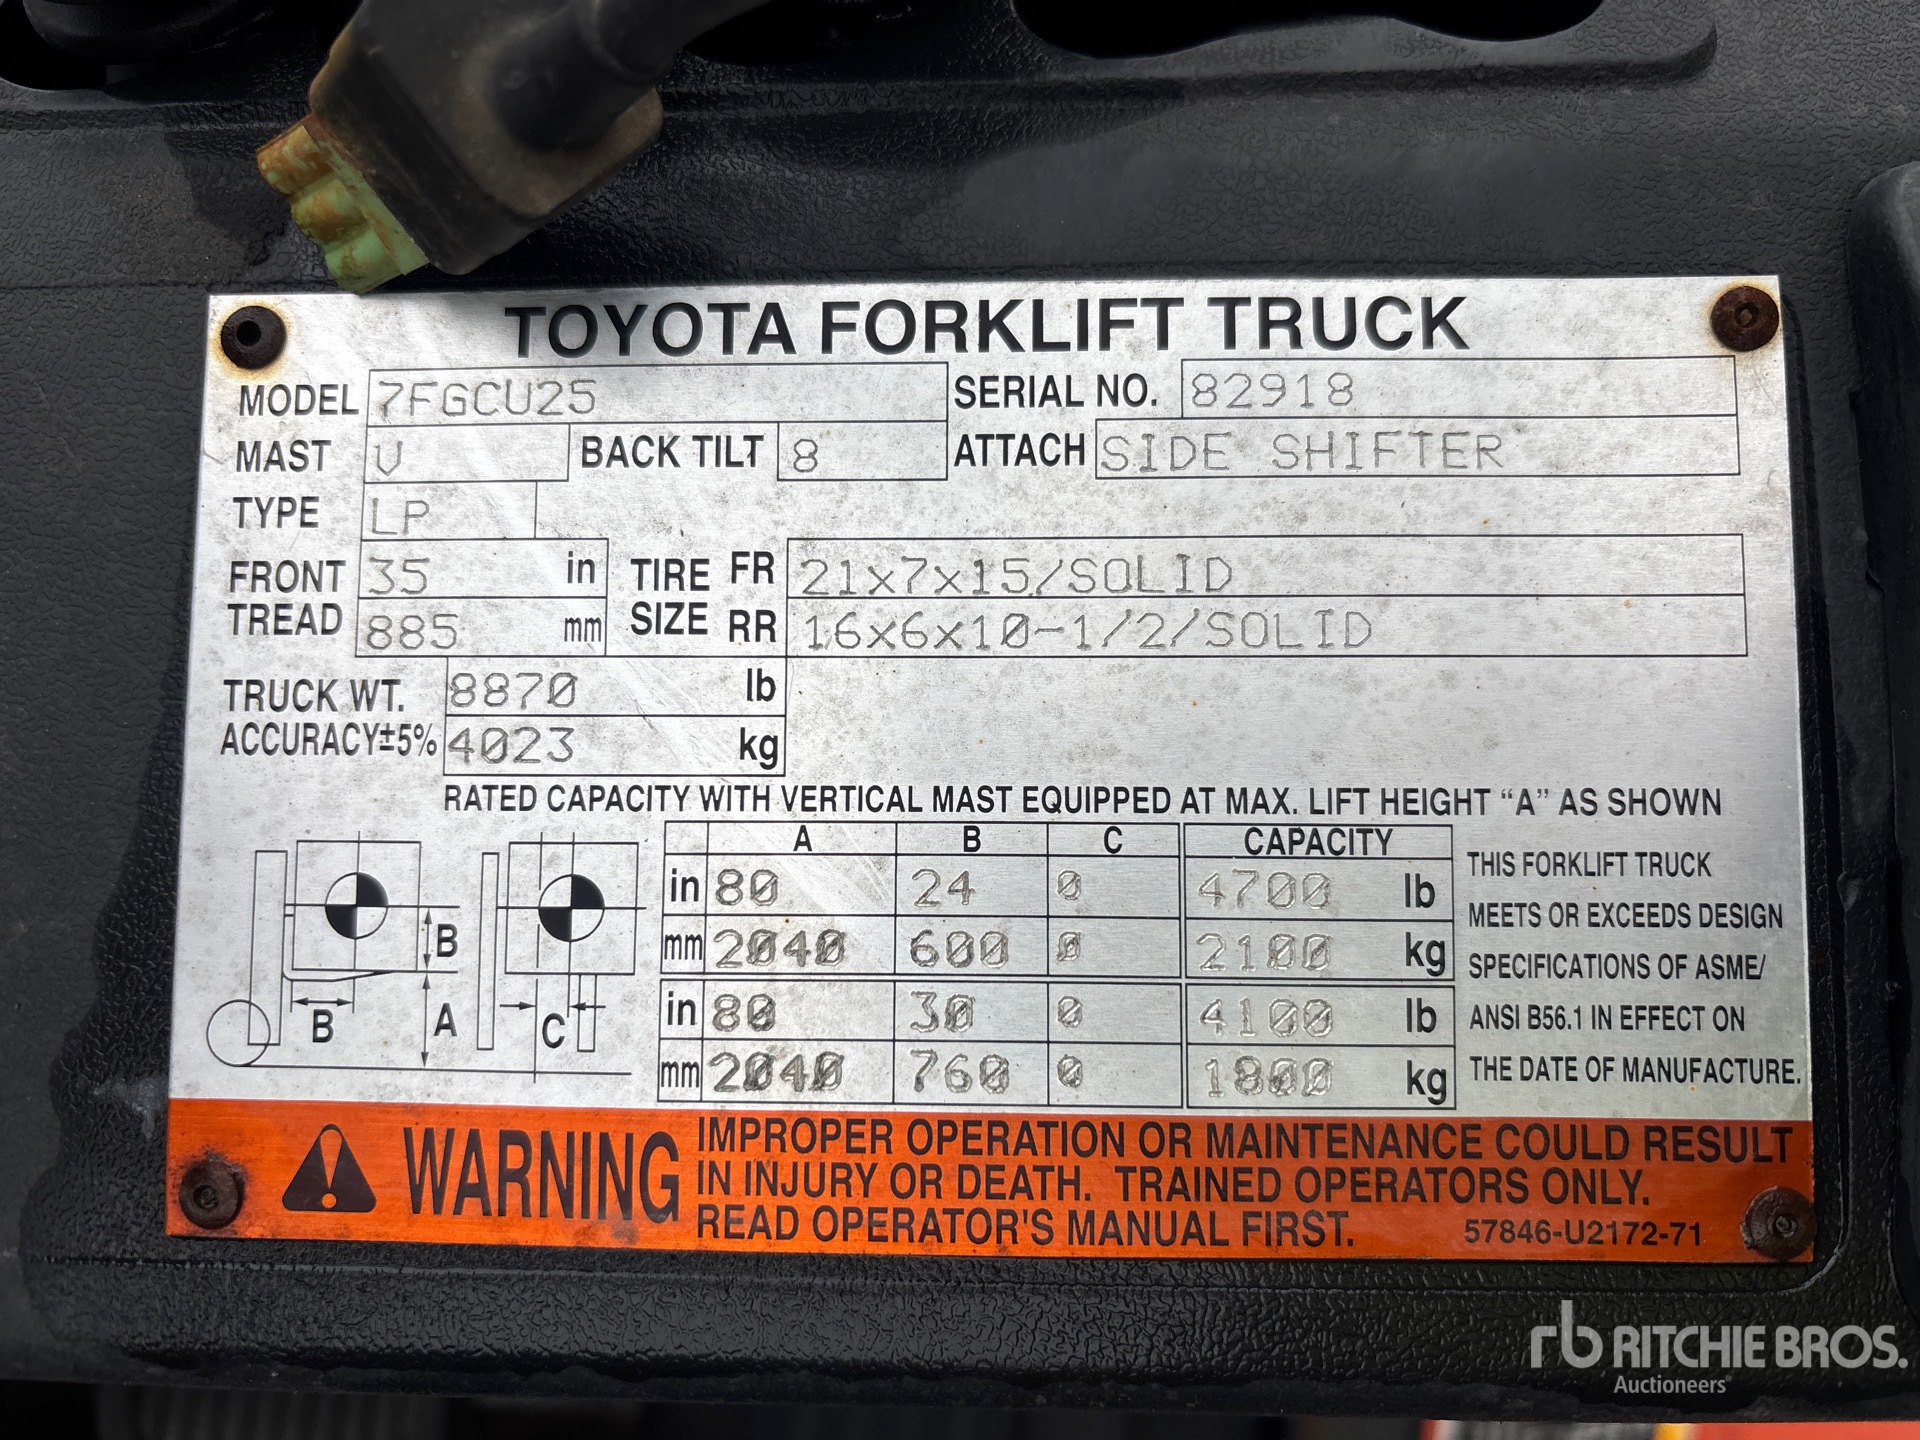 TOYOTA FORKLIFT TRUCK
MODEL 7FGCU25 SERIAL NO. 82918
MAST V BACK TILT 8 ATTACH SIDE SHIFTER
TYPE LP
FRONT TREAD 35 in TIRE SIZE FR 21x7x15/SOLID
885 mm RR 16x6x10-1/2/SOLID
TRUCK WT. 8870 lb
ACCURACY±5% 4023 kg
RATED CAPACITY WITH VERTICAL MAST EQUIPPED AT MAX. LIFT HEIGHT "A" AS SHOWN
A B C CAPACITY
in 80 24 0 4700 lb
mm 2040 600 0 2100 kg
in 80 30 0 4100 lb
mm 2040 760 0 1800 kg
B
B A C
THIS FORKLIFT TRUCK
MEETS OR EXCEEDS DESIGN
SPECIFICATIONS OF ASME/
ANSI B56.1 IN EFFECT ON
THE DATE OF MANUFACTURE.
WARNING
IMPROPER OPERATION OR MAINTENANCE COULD RESULT
IN INJURY OR DEATH. TRAINED OPERATORS ONLY.
READ OPERATOR'S MANUAL FIRST. 57846-U2172-71
rb RITCHIE BROS.
Auctioneers